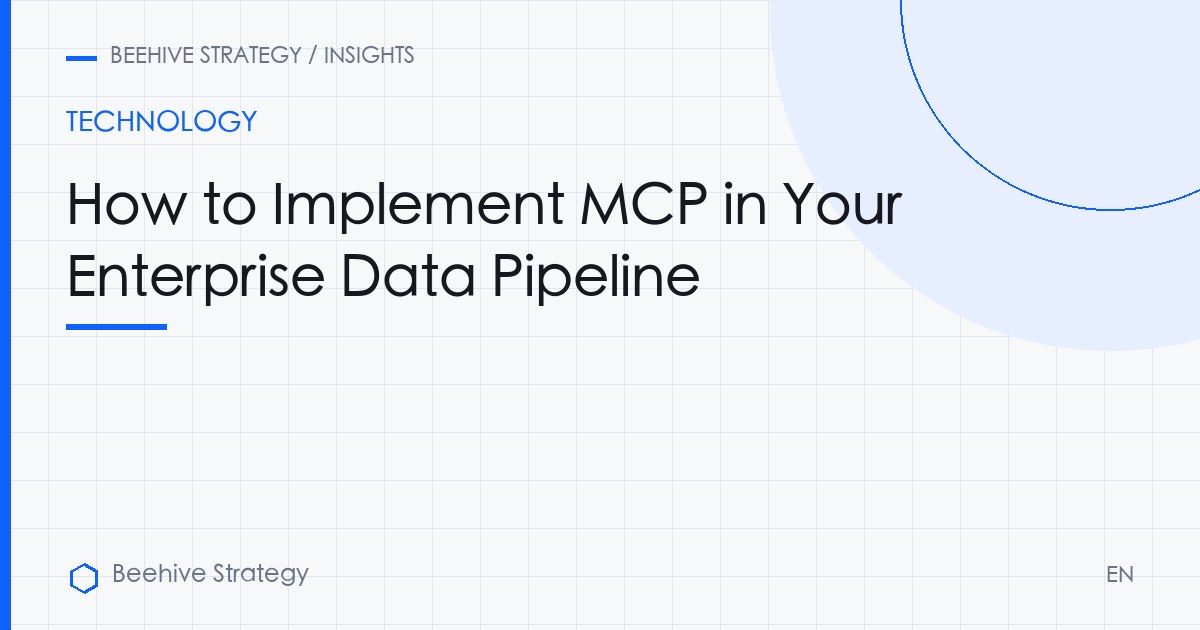 BEEHIVE STRATEGY / INSIGHTS
TECHNOLOGY
How to Implement MCP in Your
Enterprise Data Pipeline
Beehive Strategy
EN